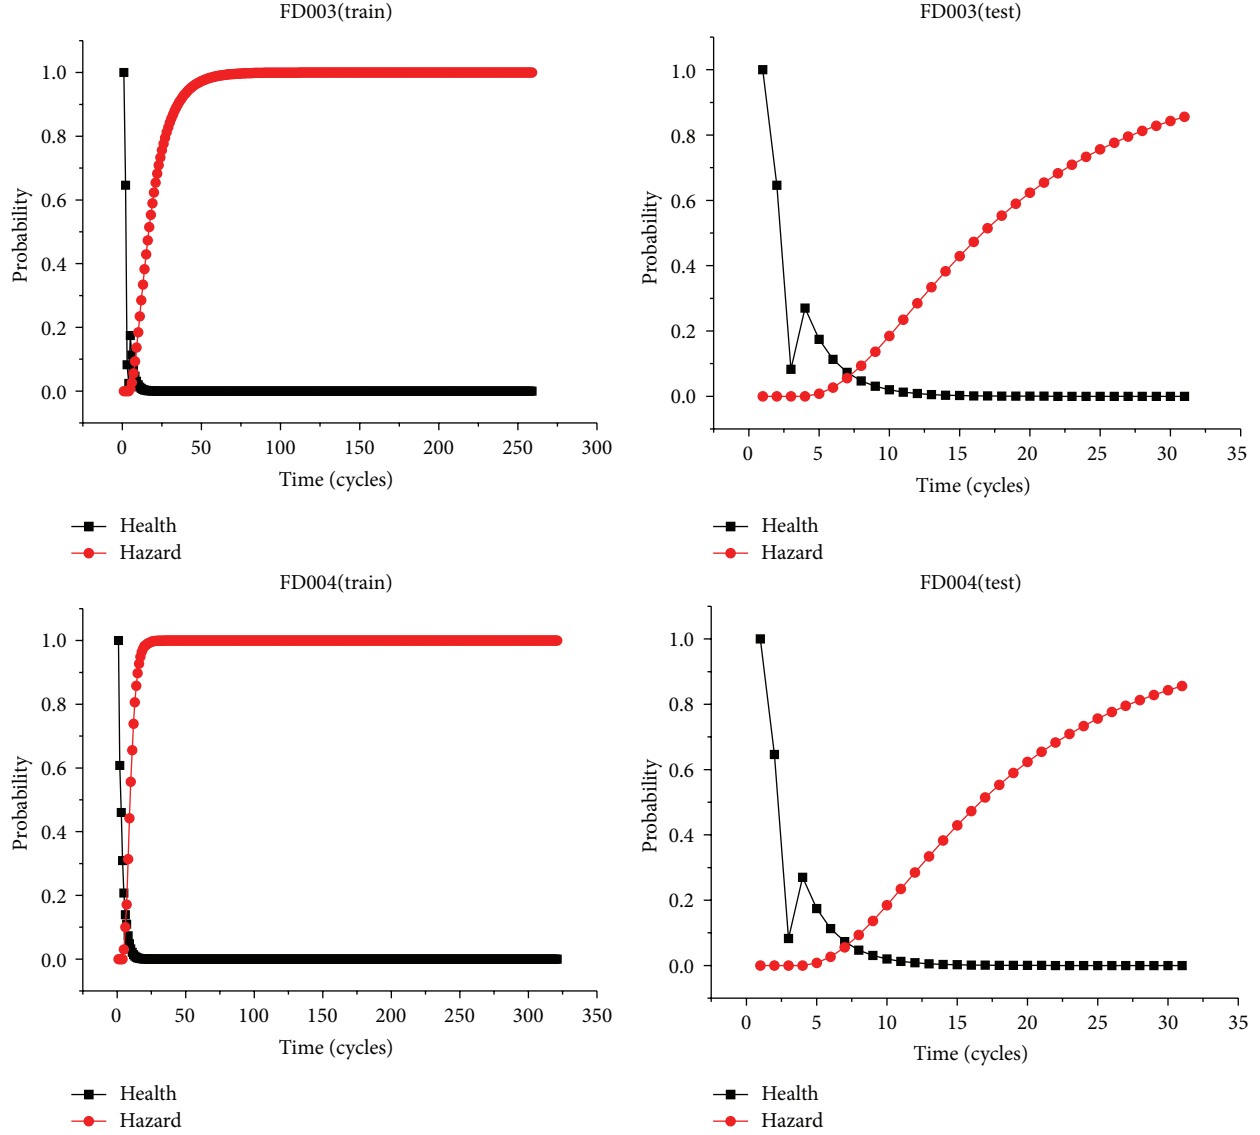 FD003(train)
1.0
0.8
0.6
0.4
0.2
0.0
Probability
0 50 100 150 200 250 300
Time (cycles)
Health
Hazard
FD003(test)
1.0
0.8
0.6
0.4
0.2
0.0
Probability
0 5 10 15 20 25 30 35
Time (cycles)
Health
Hazard
FD004(train)
1.0
0.8
0.6
0.4
0.2
0.0
Probability
0 50 100 150 200 250 300 350
Time (cycles)
Health
Hazard
FD004(test)
1.0
0.8
0.6
0.4
0.2
0.0
Probability
0 5 10 15 20 25 30 35
Time (cycles)
Health
Hazard